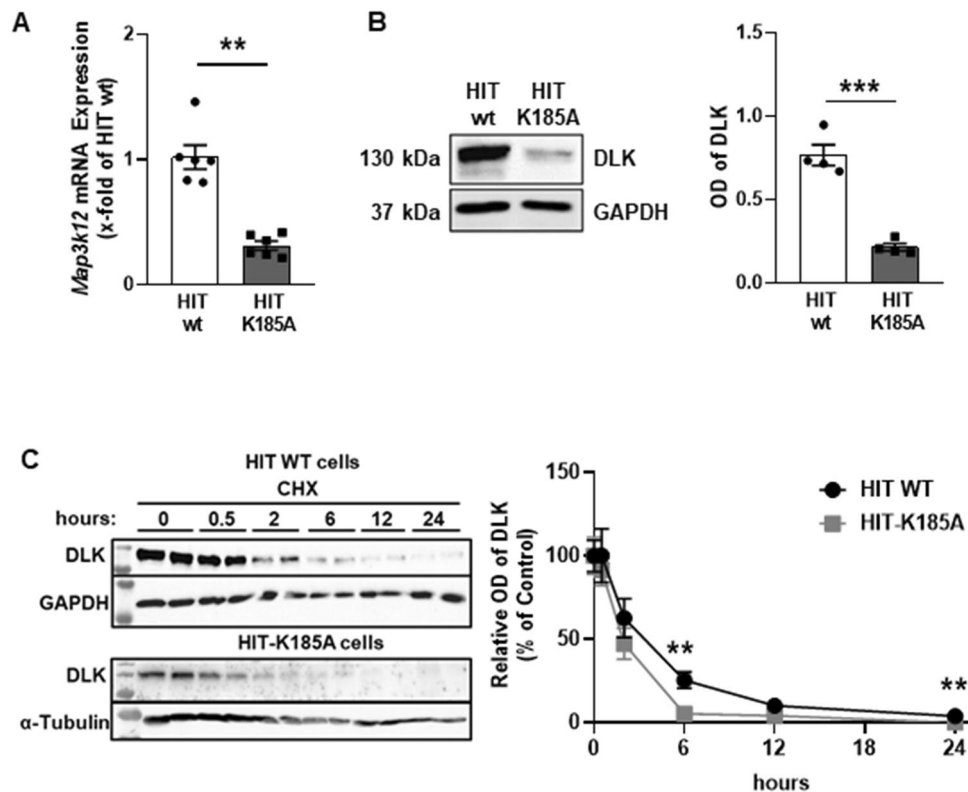 A
Map3k12 mRNA Expression
(x-fold of HIT wt)
2
1
0
**
HIT
wt
HIT
K185A
B
HIT
wt
HIT
K185A
130 kDa
DLK
37 kDa
GAPDH
OD of DLK
1.5
1.0
0.5
0.0
***
HIT
wt
HIT
K185A
C
HIT WT cells
CHX
hours: 0 0.5 2 6 12 24
DLK
GAPDH
HIT-K185A cells
DLK
α-Tubulin
Relative OD of DLK
(% of Control)
150
100
50
0
**
**
HIT WT
HIT-K185A
0 6 12 18 24
hours